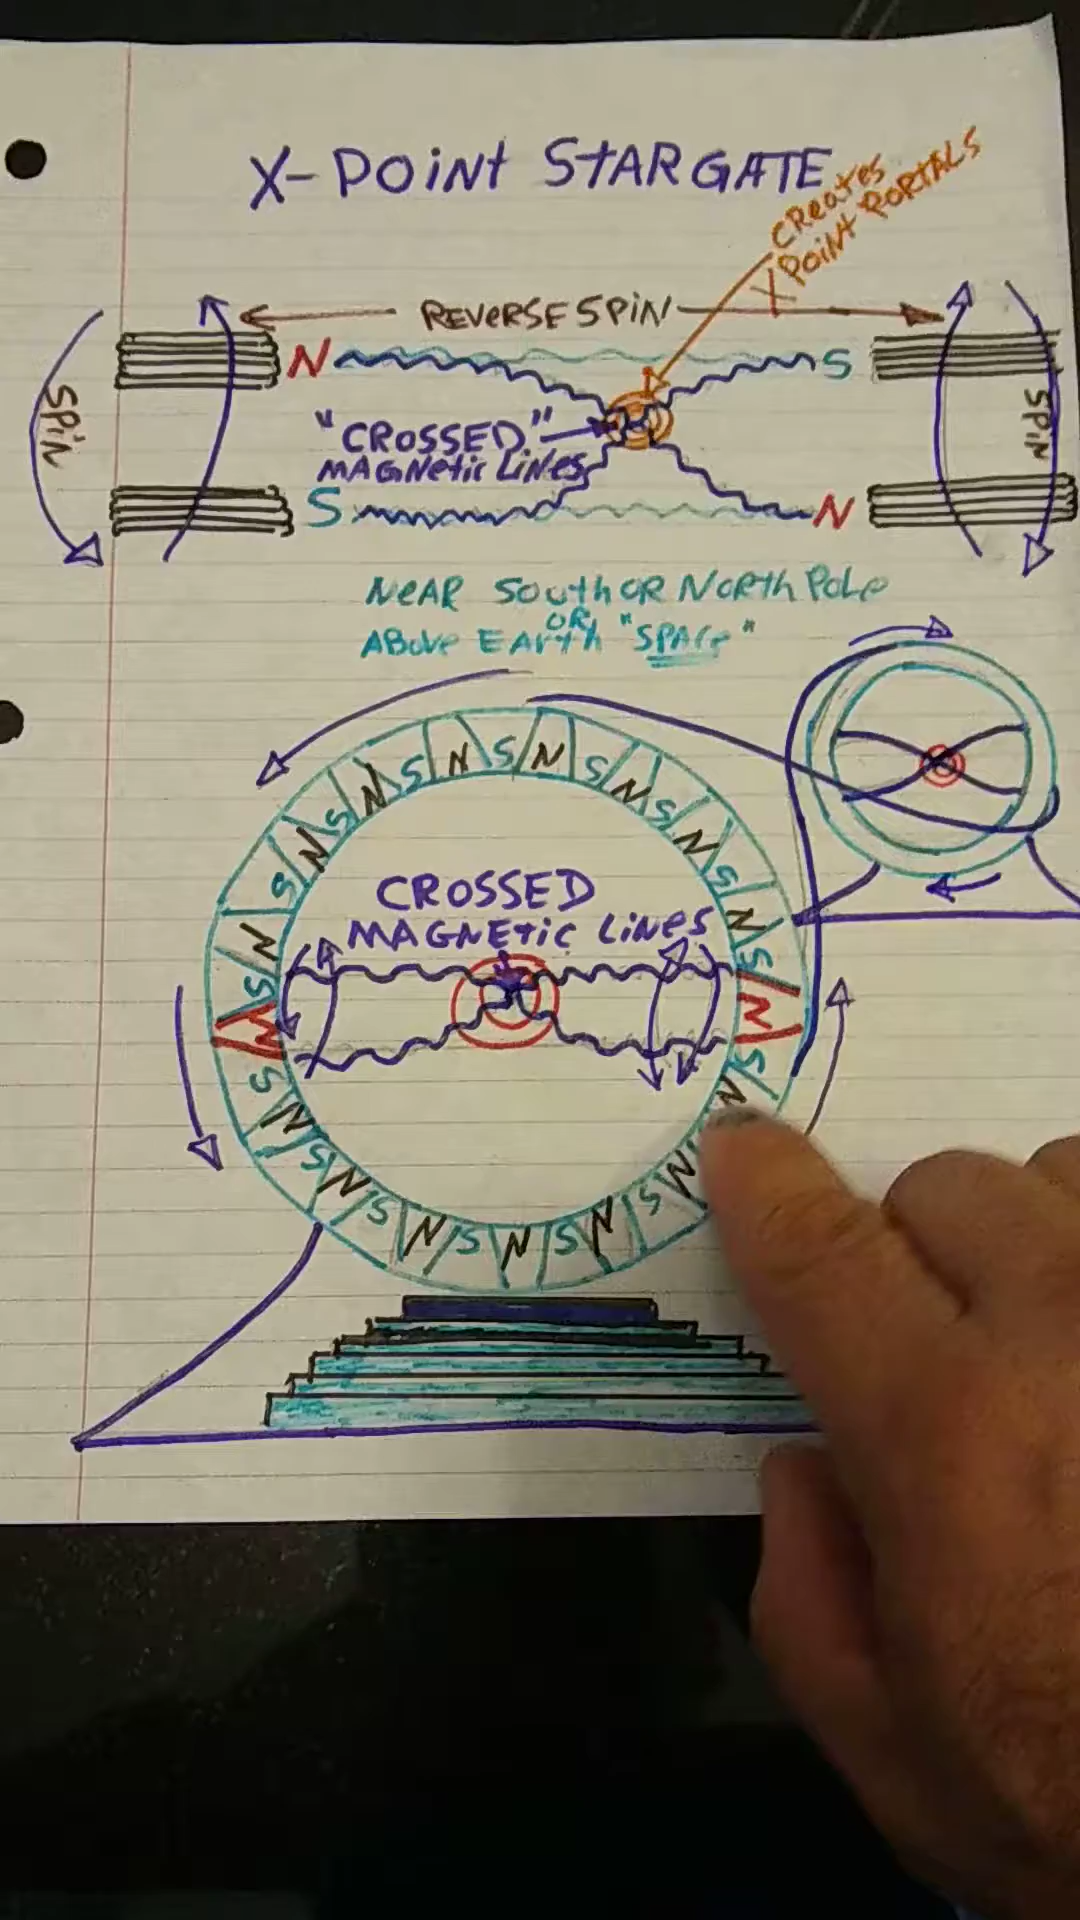 X-POINT STARGATE
CREATES
X POINT PORTALS
REVERSE SPIN
SPIN
N
S
SPIN
"CROSSED"
MAGNETIC LINES
S
N
NEAR SOUTH OR NORTH POLE
OR
ABOVE EARTH "SPACE"
S N S N S N S N S N S N S N S N S
CROSSED
MAGNETIC LINES
M
M
S N S N S N S N S N S N S N S